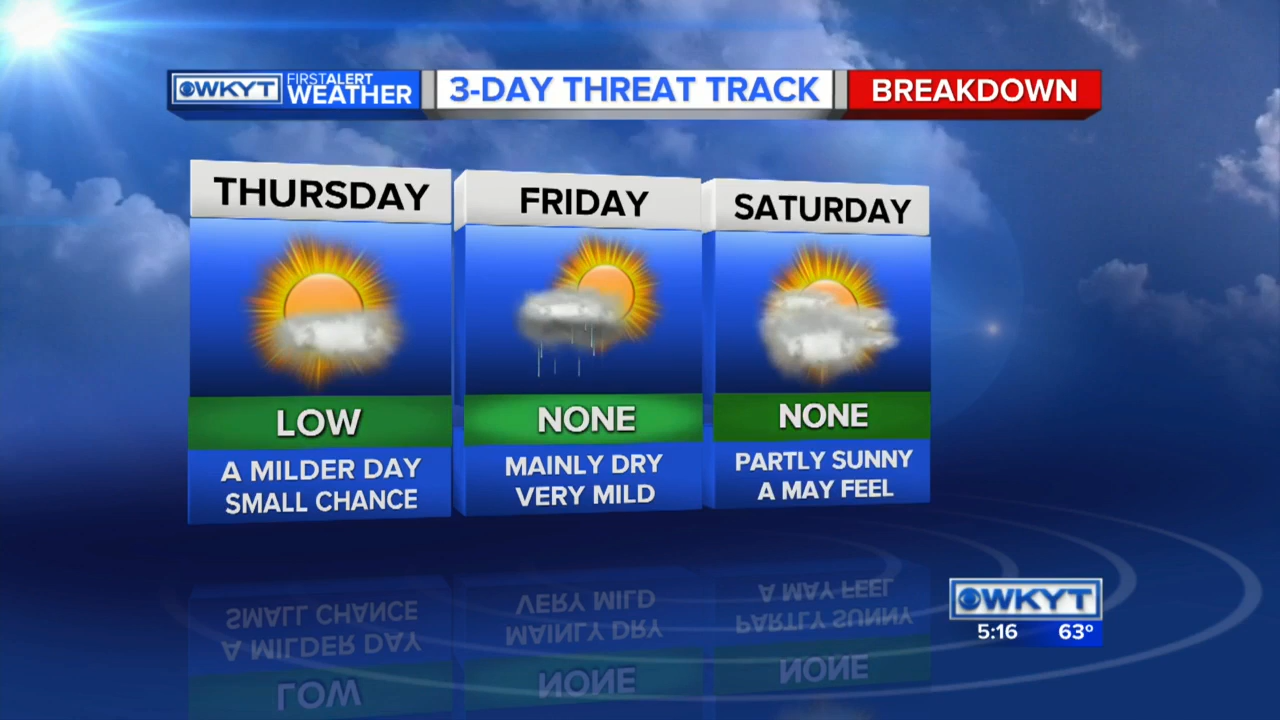 WKYT FIRST ALERT WEATHER 3-DAY THREAT TRACK BREAKDOWN
THURSDAY
LOW
A MILDER DAY
SMALL CHANCE
FRIDAY
NONE
MAINLY DRY
VERY MILD
SATURDAY
NONE
PARTLY SUNNY
A MAY FEEL
WKYT
5:16 63°